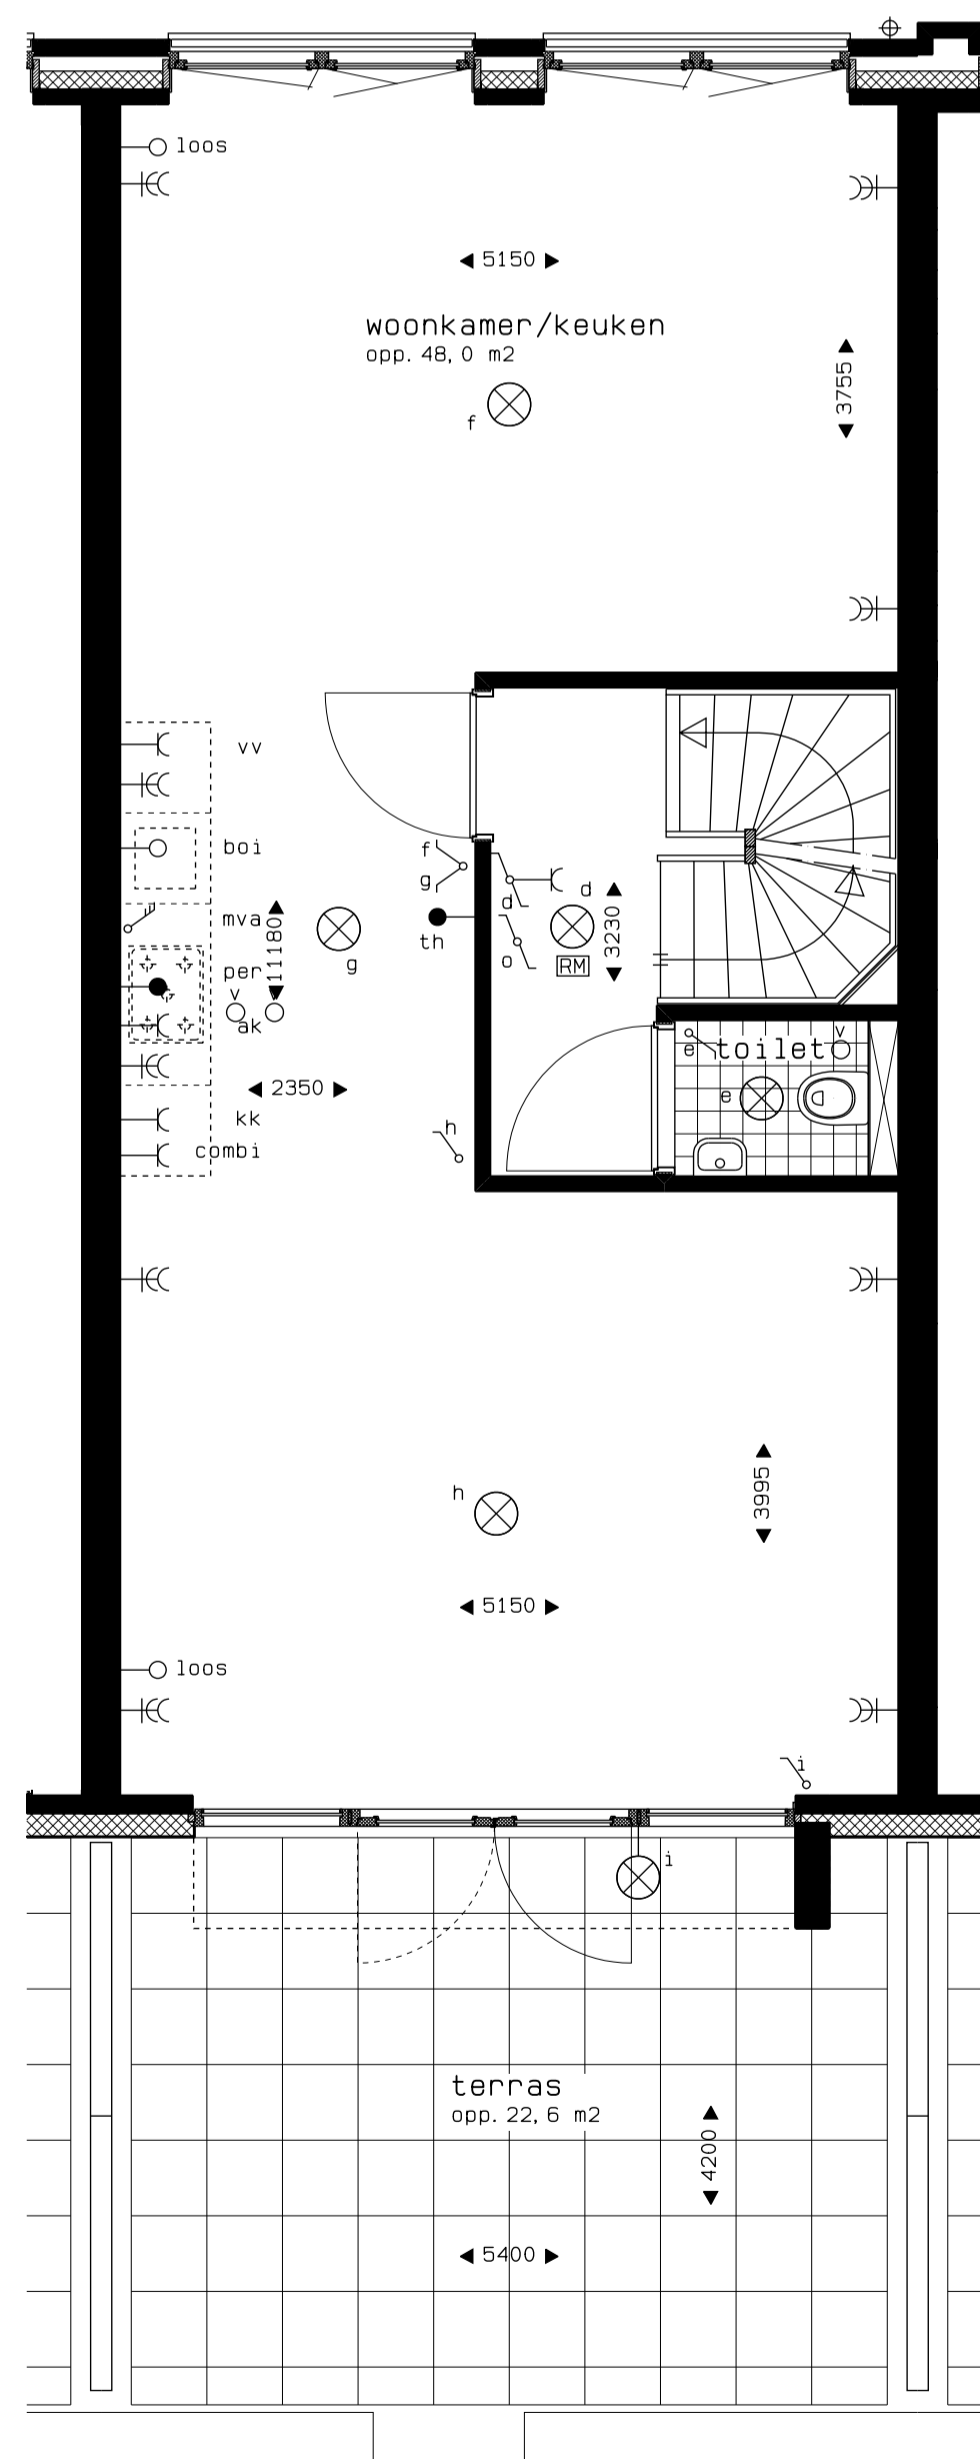 loos
5150
woonkamer/keuken
opp. 48,0 m2
3755
f
vv
boi
f
g
d
d
mva
11180
th
o
RM
3230
g
per
v
v
ak
e
toilet
v
e
2350
kk
h
combi
h
3995
5150
loos
i
i
terras
opp. 22,6 m2
4200
5400